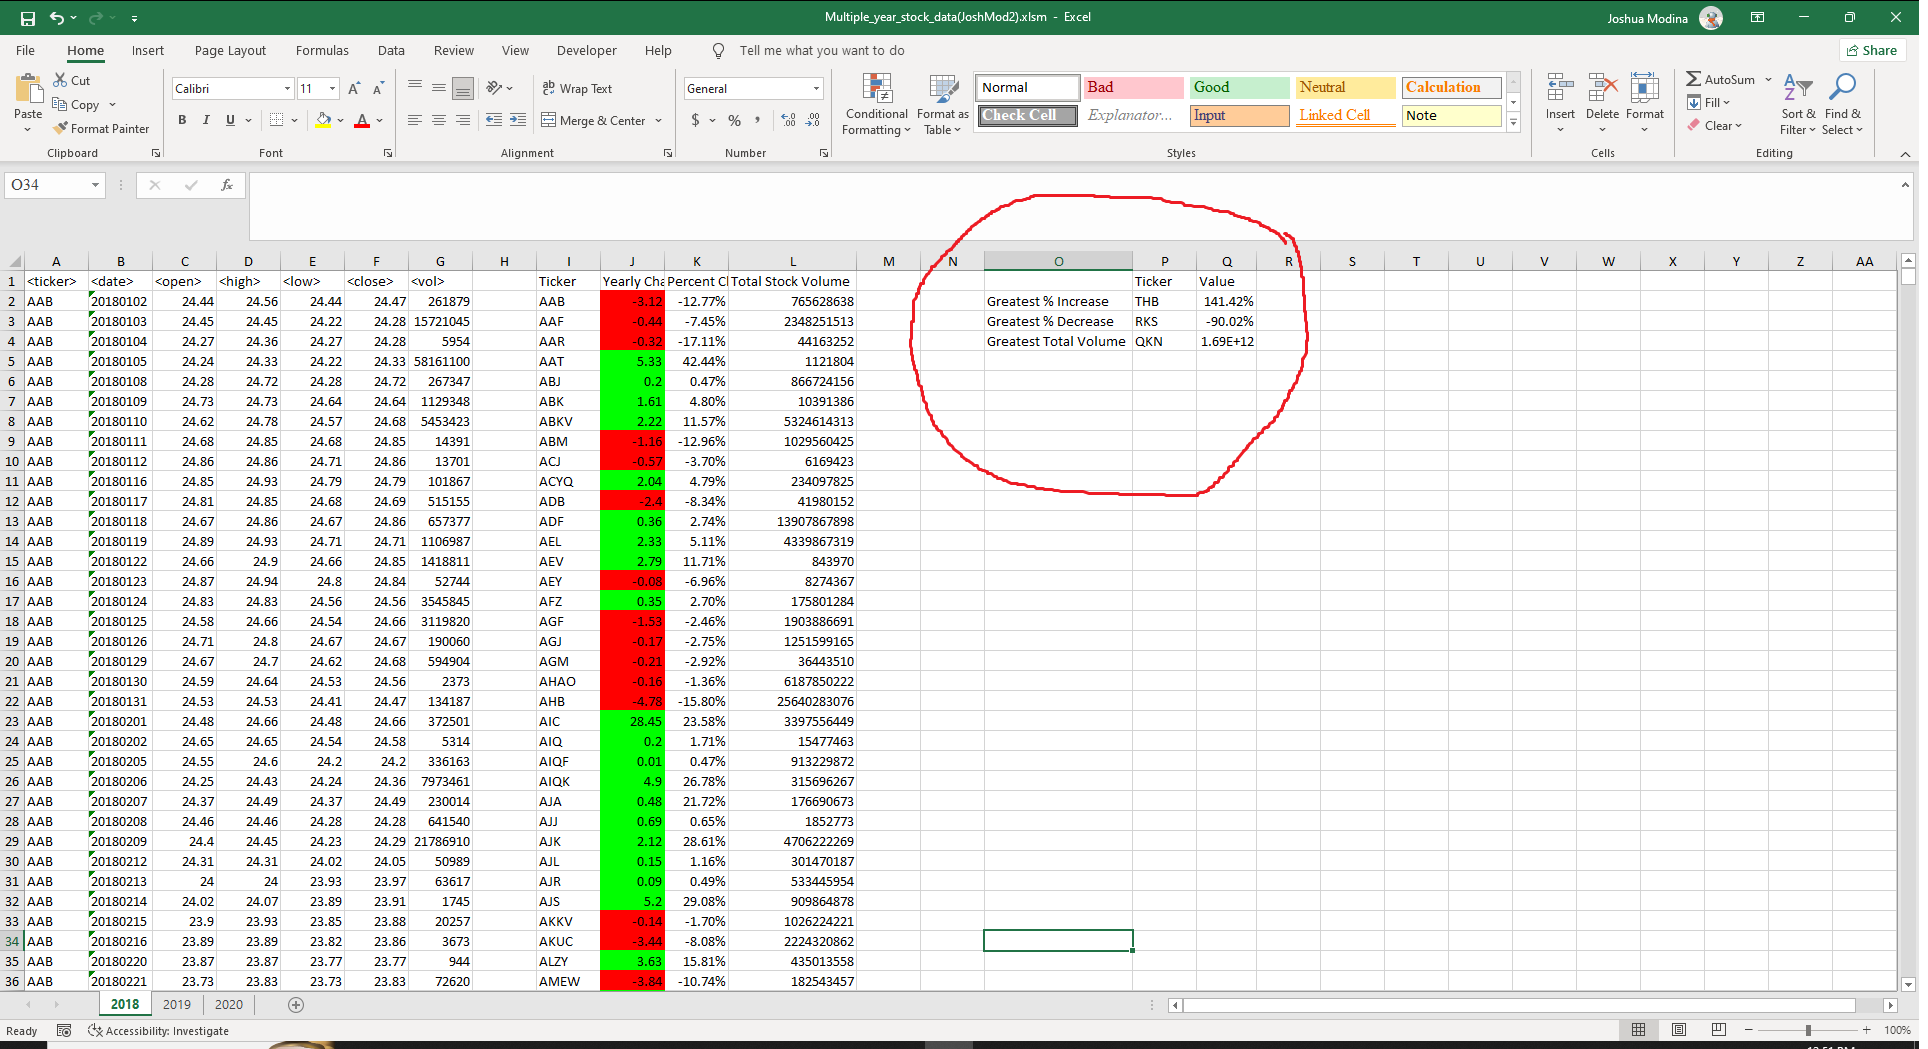 Multiple_year_stock_data(JoshMod2).xlsm - Excel
Joshua Modina
File Home Insert Page Layout Formulas Data Review View Developer Help Tell me what you want to do Share
Paste Cut Copy Format Painter Clipboard
Calibri 11 B I U A Font
Wrap Text Merge & Center Alignment
General $ % , Number
Conditional Formatting Format as Table
Normal Bad Good Neutral Calculation
Check Cell Explanator... Input Linked Cell Note
Styles
Insert Delete Format Cells
AutoSum Fill Clear Sort & Filter Find & Select Editing
O34 fx
A B C D E F G H I J K L M N O P Q R S T U V W X Y Z AA
1 <ticker> <date> <open> <high> <low> <close> <vol> Ticker Yearly Cha Percent Cl Total Stock Volume Ticker Value
2 AAB 20180102 24.44 24.56 24.44 24.47 261879 AAB -3.12 -12.77% 765628638 Greatest % Increase THB 141.42%
3 AAB 20180103 24.45 24.45 24.22 24.28 15721045 AAF -0.44 -7.45% 2348251513 Greatest % Decrease RKS -90.02%
4 AAB 20180104 24.27 24.36 24.27 24.28 5954 AAR -0.32 -17.11% 44163252 Greatest Total Volume QKN 1.69E+12
5 AAB 20180105 24.24 24.33 24.22 24.33 58161100 AAT 5.33 42.44% 1121804
6 AAB 20180108 24.28 24.72 24.28 24.72 267347 ABJ 0.2 0.47% 866724156
7 AAB 20180109 24.73 24.73 24.64 24.64 1129348 ABK 1.61 4.80% 10391386
8 AAB 20180110 24.62 24.78 24.57 24.68 5453423 ABKV 2.22 11.57% 5324614313
9 AAB 20180111 24.68 24.85 24.68 24.85 14391 ABM -1.16 -12.96% 1029560425
10 AAB 20180112 24.86 24.86 24.71 24.86 13701 ACJ -0.57 -3.70% 6169423
11 AAB 20180116 24.85 24.93 24.79 24.79 101867 ACYQ 2.04 4.79% 234097825
12 AAB 20180117 24.81 24.85 24.68 24.69 515155 ADB -2.4 -8.34% 41980152
13 AAB 20180118 24.67 24.86 24.67 24.86 657377 ADF 0.36 2.74% 13907867898
14 AAB 20180119 24.89 24.93 24.71 24.71 1106987 AEL 2.33 5.11% 4339867319
15 AAB 20180122 24.66 24.9 24.66 24.85 1418811 AEV 2.79 11.71% 843970
16 AAB 20180123 24.87 24.94 24.8 24.84 52744 AEY -0.08 -6.96% 8274367
17 AAB 20180124 24.83 24.83 24.56 24.56 3545845 AFZ 0.35 2.70% 175801284
18 AAB 20180125 24.58 24.66 24.54 24.66 3119820 AGF -1.53 -2.46% 1903886691
19 AAB 20180126 24.71 24.8 24.67 24.67 190060 AGJ -0.17 -2.75% 1251599165
20 AAB 20180129 24.67 24.7 24.62 24.68 594904 AGM -0.21 -2.92% 36443510
21 AAB 20180130 24.59 24.64 24.53 24.56 2373 AHAO -0.16 -1.36% 6187850222
22 AAB 20180131 24.53 24.53 24.41 24.47 134187 AHB -4.78 -15.80% 25640283076
23 AAB 20180201 24.48 24.66 24.48 24.66 372501 AIC 28.45 23.58% 3397556449
24 AAB 20180202 24.65 24.65 24.54 24.58 5314 AIQ 0.2 1.71% 15477463
25 AAB 20180205 24.55 24.6 24.2 24.2 336163 AIQF 0.01 0.47% 913229872
26 AAB 20180206 24.25 24.43 24.24 24.36 7973461 AIQK 4.9 26.78% 315696267
27 AAB 20180207 24.37 24.49 24.37 24.49 230014 AJA 0.48 21.72% 176690673
28 AAB 20180208 24.46 24.46 24.28 24.28 641540 AJJ 0.69 0.65% 1852773
29 AAB 20180209 24.4 24.45 24.23 24.29 21786910 AJK 2.12 28.61% 4706222269
30 AAB 20180212 24.31 24.31 24.02 24.05 50989 AJL 0.15 1.16% 301470187
31 AAB 20180213 24 24 23.93 23.97 63617 AJR 0.09 0.49% 533445954
32 AAB 20180214 24.02 24.07 23.89 23.91 1745 AJS 5.2 29.08% 909864878
33 AAB 20180215 23.9 23.93 23.85 23.88 20257 AKKV -0.14 -1.70% 1026224221
34 AAB 20180216 23.89 23.89 23.82 23.86 3673 AKUC -3.44 -8.08% 2224320862
35 AAB 20180220 23.87 23.87 23.77 23.77 944 ALZY 3.63 15.81% 435013558
36 AAB 20180221 23.73 23.83 23.73 23.83 72620 AMEW -3.84 -10.74% 182543457
2018 2019 2020
Ready Accessibility: Investigate 100%